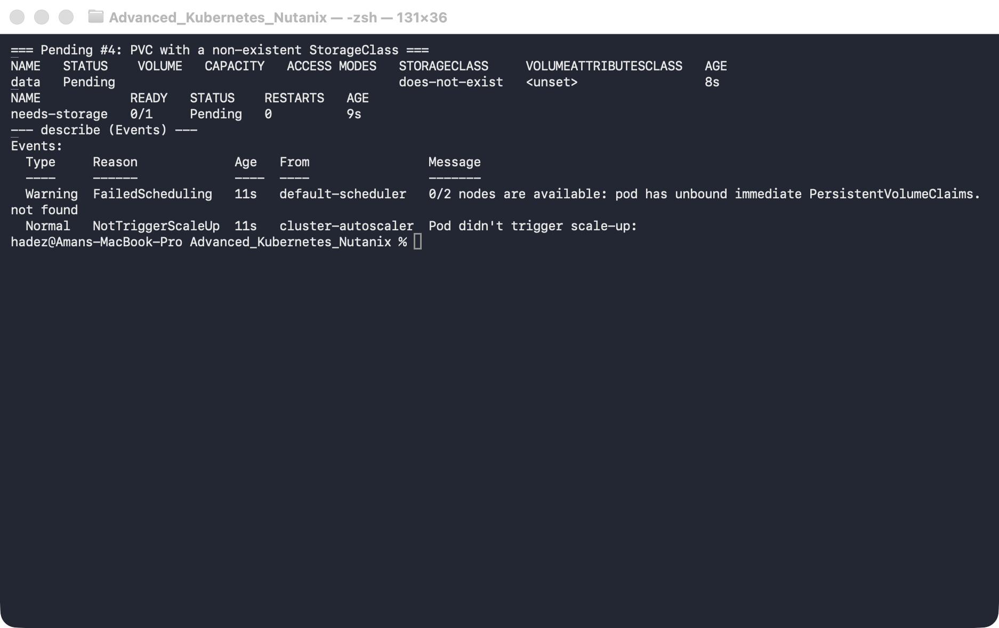 Advanced_Kubernetes_Nutanix — -zsh — 131×36
=== Pending #4: PVC with a non-existent StorageClass ===
NAME   STATUS    VOLUME   CAPACITY   ACCESS MODES   STORAGECLASS     VOLUMEATTRIBUTESCLASS   AGE
data   Pending                                      does-not-exist   <unset>                 8s
NAME            READY   STATUS    RESTARTS   AGE
needs-storage   0/1     Pending   0          9s
--- describe (Events) ---
Events:
  Type     Reason             Age   From                Message
  ----     ------             ----  ----                -------
  Warning  FailedScheduling   11s   default-scheduler   0/2 nodes are available: pod has unbound immediate PersistentVolumeClaims.
not found
  Normal   NotTriggerScaleUp  11s   cluster-autoscaler  Pod didn't trigger scale-up:
hadez@Amans-MacBook-Pro Advanced_Kubernetes_Nutanix %